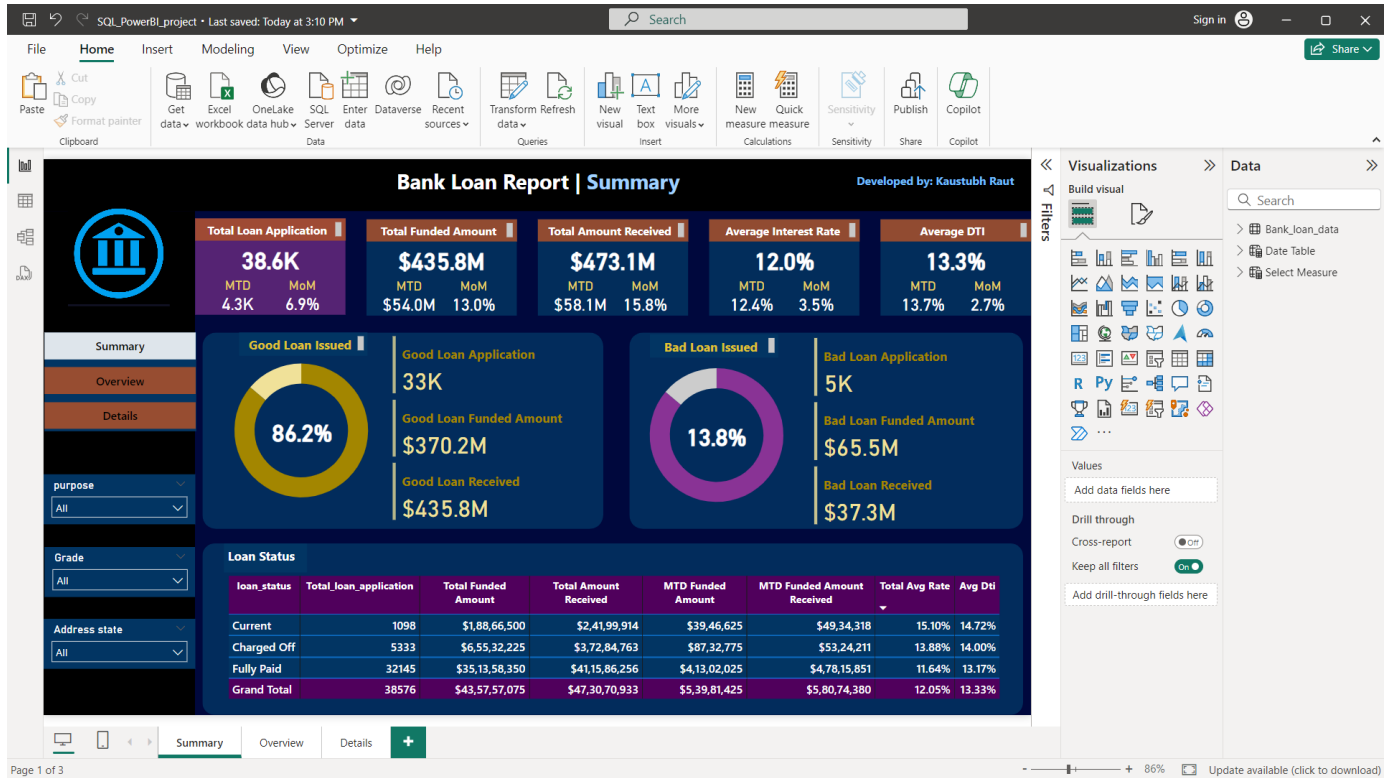 SQL_PowerBI_project • Last saved: Today at 3:10 PM
Search
Sign in
File Home Insert Modeling View Optimize Help
Share
Paste
Cut
Copy
Format painter
Clipboard
Get data
Excel workbook
OneLake data hub
SQL Server
Enter data
Dataverse
Recent sources
Data
Transform data
Refresh
Queries
New visual
Text box
More visuals
Insert
New measure
Quick measure
Calculations
Sensitivity
Sensitivity
Publish
Share
Copilot
Copilot
Bank Loan Report | Summary
Developed by: Kaustubh Raut
Total Loan Application
38.6K
MTD MoM
4.3K 6.9%
Total Funded Amount
$435.8M
MTD MoM
$54.0M 13.0%
Total Amount Received
$473.1M
MTD MoM
$58.1M 15.8%
Average Interest Rate
12.0%
MTD MoM
12.4% 3.5%
Average DTI
13.3%
MTD MoM
13.7% 2.7%
Summary
Overview
Details
purpose
All
Grade
All
Address state
All
Good Loan Issued
86.2%
Good Loan Application
33K
Good Loan Funded Amount
$370.2M
Good Loan Received
$435.8M
Bad Loan Issued
13.8%
Bad Loan Application
5K
Bad Loan Funded Amount
$65.5M
Bad Loan Received
$37.3M
Loan Status
loan_status Total_loan_application Total Funded Amount Total Amount Received MTD Funded Amount MTD Funded Amount Received Total Avg Rate Avg Dti
Current 1098 $1,88,66,500 $2,41,99,914 $39,46,625 $49,34,318 15.10% 14.72%
Charged Off 5333 $6,55,32,225 $3,72,84,763 $87,32,775 $53,24,211 13.88% 14.00%
Fully Paid 32145 $35,13,58,350 $41,15,86,256 $4,13,02,025 $4,78,15,851 11.64% 13.17%
Grand Total 38576 $43,57,57,075 $47,30,70,933 $5,39,81,425 $5,80,74,380 12.05% 13.33%
Filters
Visualizations
Build visual
123
R Py
Values
Add data fields here
Drill through
Cross-report Off
Keep all filters On
Add drill-through fields here
Data
Search
Bank_loan_data
Date Table
Select Measure
Summary Overview Details +
Page 1 of 3
- + 86%
Update available (click to download)